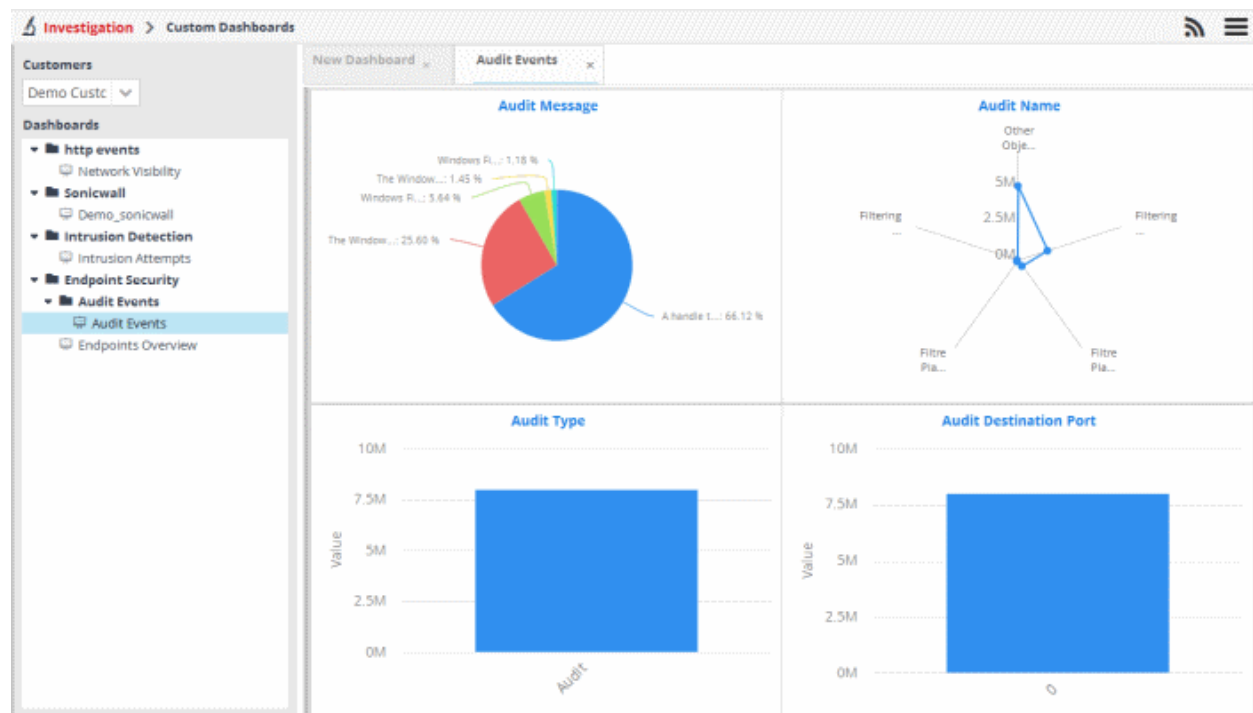 Investigation > Custom Dashboards
Customers
Demo Custc
Dashboards
http events
Network Visibility
Sonicwall
Demo_sonicwall
Intrusion Detection
Intrusion Attempts
Endpoint Security
Audit Events
Audit Events
Endpoints Overview
New Dashboard x
Audit Events x
Audit Message
Windows Fi...: 1.18 %
The Window...: 1.45 %
Windows Fi...: 5.64 %
The Window...: 25.60 %
A handle t...: 66.12 %
Audit Name
Other
Obje...
5M
2.5M
0M
Filtering
...
Filtering
...
Filtre
Pla...
Filtre
Pla...
Audit Type
10M
7.5M
5M
2.5M
0M
Value
Audit
Audit Destination Port
10M
7.5M
5M
2.5M
0M
Value
0